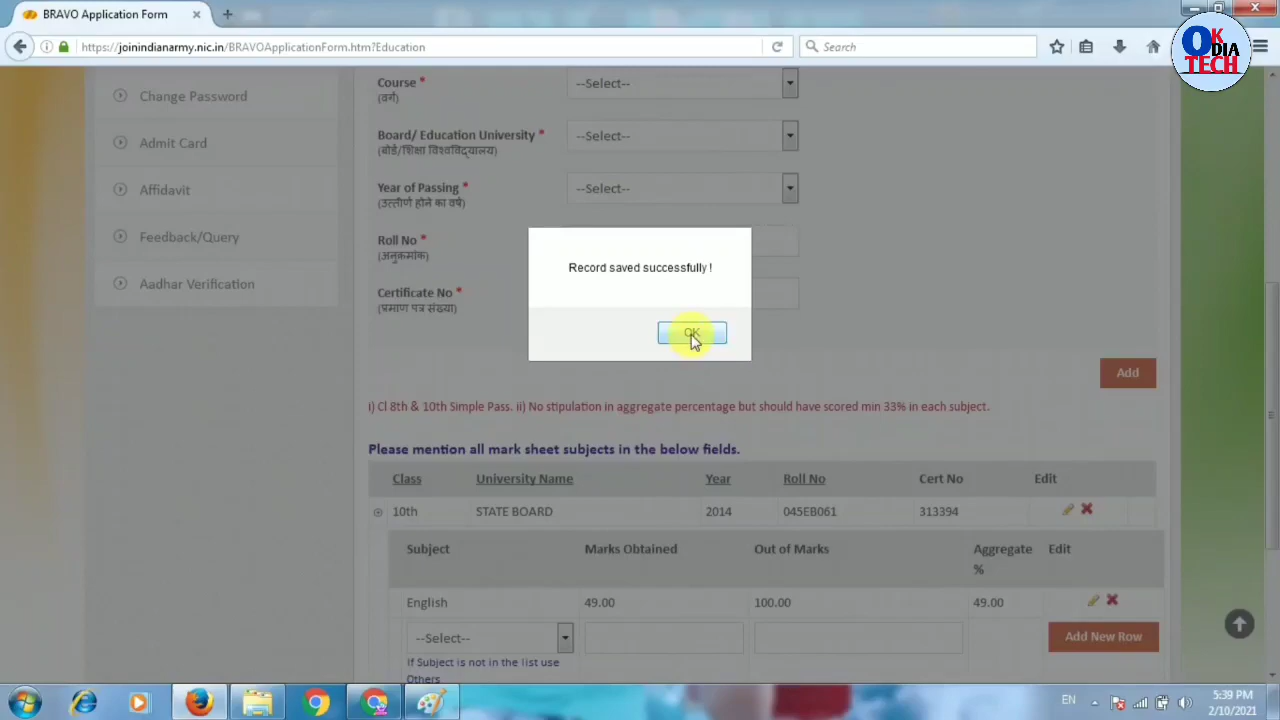 BRAVO Application Form
https://joinindianarmy.nic.in/BRAVOApplicationForm.htm?Education
Search
OK
DIA
TECH
Change Password
Admit Card
Affidavit
Feedback/Query
Aadhar Verification
Course *
(वर्ग)
--Select--
Board/ Education University *
(बोर्ड/शिक्षा विश्वविद्यालय)
--Select--
Year of Passing *
(उत्तीर्ण होने का वर्ष)
--Select--
Roll No *
(अनुक्रमांक)
Certificate No *
(प्रमाण पत्र संख्या)
Record saved successfully !
OK
Add
i) Cl 8th & 10th Simple Pass. ii) No stipulation in aggregate percentage but should have scored min 33% in each subject.
Please mention all mark sheet subjects in the below fields.
Class University Name Year Roll No Cert No Edit
10th STATE BOARD 2014 045EB061 313394
Subject Marks Obtained Out of Marks Aggregate % Edit
English 49.00 100.00 49.00
--Select-- Add New Row
If Subject is not in the list use
Others
EN
5:39 PM
2/10/2021